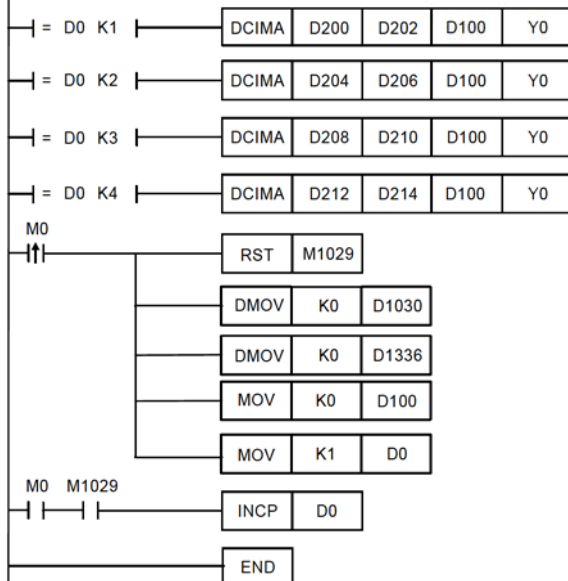 = D0 K1 DCIMA D200 D202 D100 Y0
= D0 K2 DCIMA D204 D206 D100 Y0
= D0 K3 DCIMA D208 D210 D100 Y0
= D0 K4 DCIMA D212 D214 D100 Y0
M0
RST M1029
DMOV K0 D1030
DMOV K0 D1336
MOV K0 D100
MOV K1 D0
M0 M1029
INCP D0
END